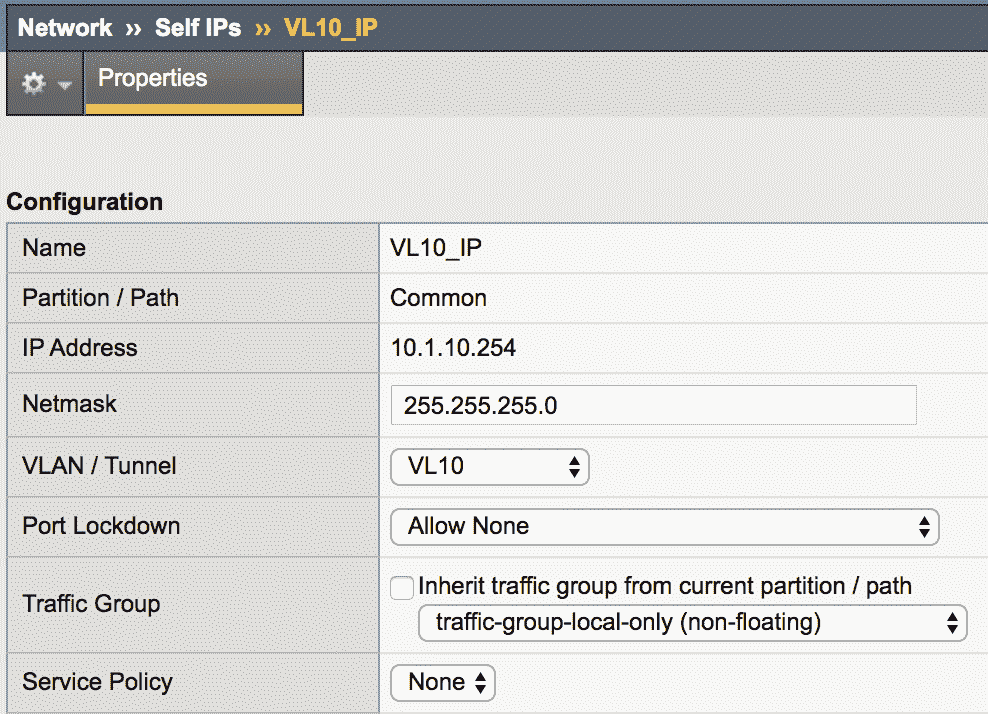 Network ›› Self IPs ›› VL10_IP
Properties
Configuration
Name VL10_IP
Partition / Path Common
IP Address 10.1.10.254
Netmask 255.255.255.0
VLAN / Tunnel VL10
Port Lockdown Allow None
Inherit traffic group from current partition / path
Traffic Group
traffic-group-local-only (non-floating)
Service Policy None